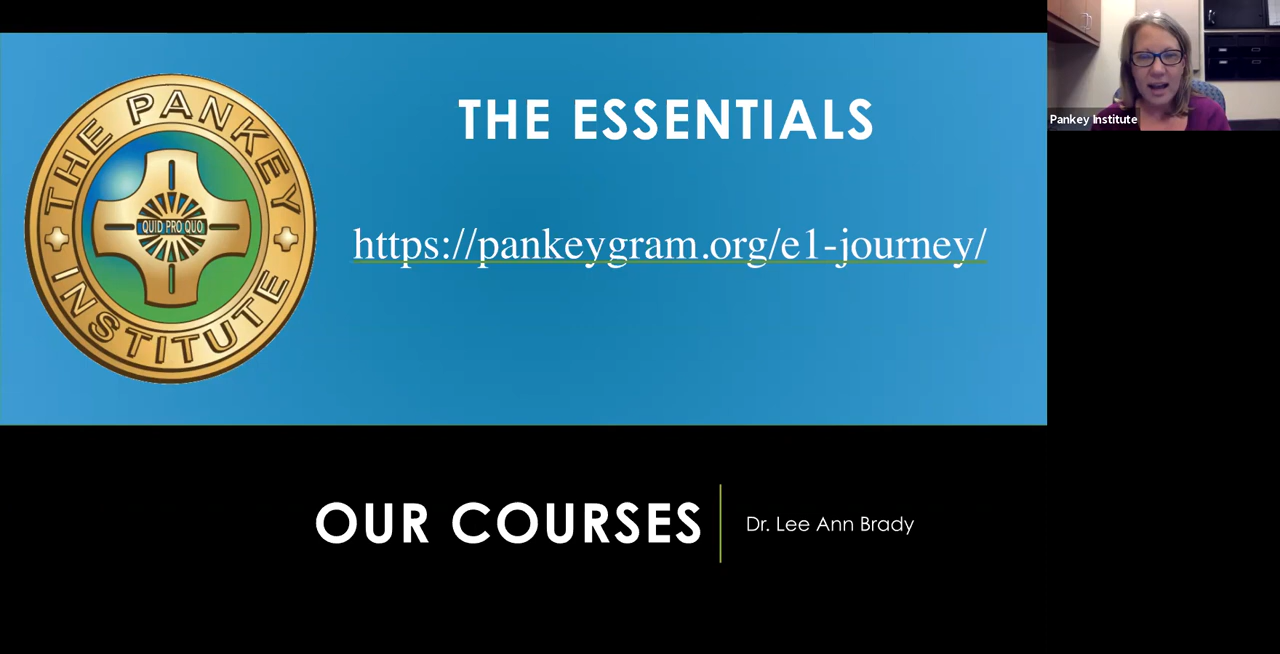 THE PANKEY
INSTITUTE
QUID PRO QUO
THE ESSENTIALS
https://pankeygram.org/e1-journey/
Pankey Institute
OUR COURSES
Dr. Lee Ann Brady